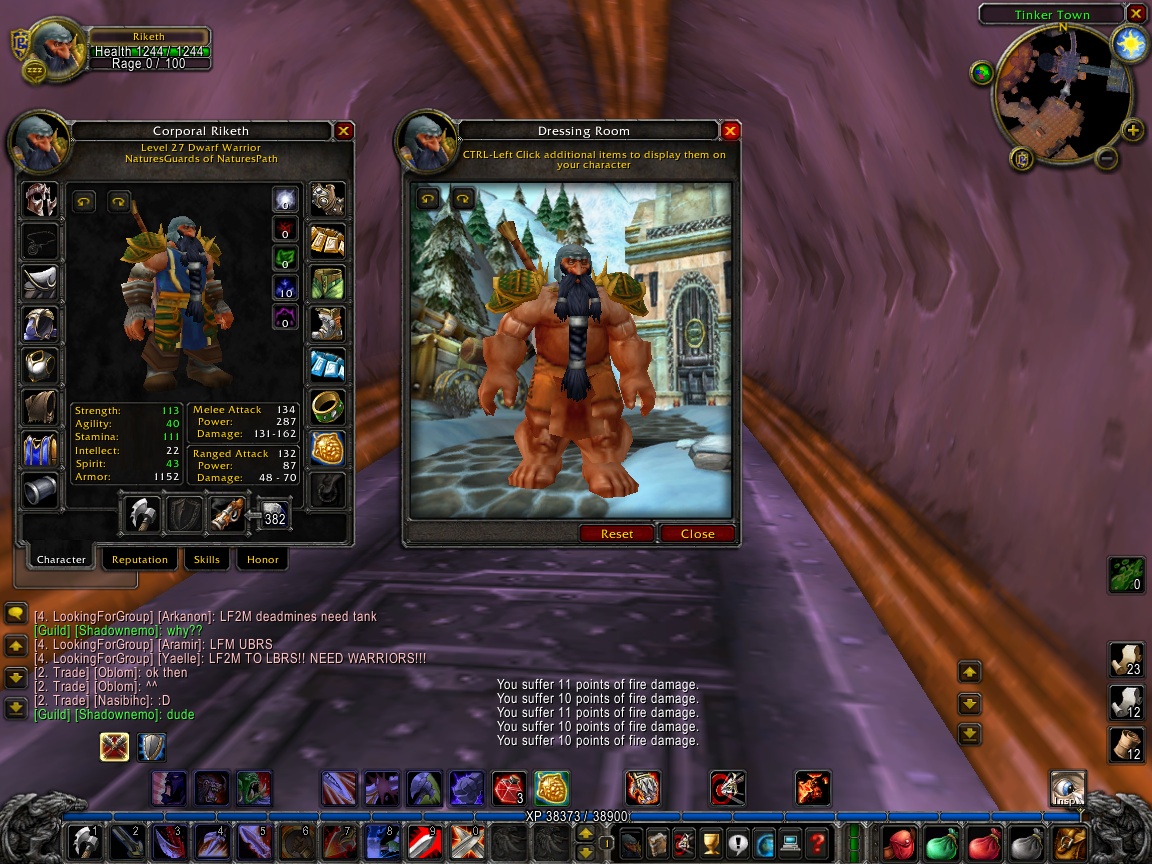 Riketh
Health 1244 / 1244
Rage 0 / 100
zzz
Tinker Town
N
Corporal Riketh
Level 27 Dwarf Warrior
NaturesGuards of NaturesPath
0
0
0
10
0
Strength: 113
Agility: 40
Stamina: 111
Intellect: 22
Spirit: 43
Armor: 1152
Melee Attack 134
Power: 287
Damage: 131-162
Ranged Attack 132
Power: 87
Damage: 48 - 70
382
Character
Reputation
Skills
Honor
Dressing Room
CTRL-Left Click additional items to display them on
your character
Reset
Close
[4. LookingForGroup] [Arkanon]: LF2M deadmines need tank
[Guild] [Shadownemo]: why??
[4. LookingForGroup] [Aramir]: LFM UBRS
[4. LookingForGroup] [Yaelle]: LF2M TO LBRS!! NEED WARRIORS!!!
[2. Trade] [Oblom]: ok then
[2. Trade] [Oblom]: ^^
[2. Trade] [Nasibihc]: :D
[Guild] [Shadownemo]: dude
You suffer 11 points of fire damage.
You suffer 10 points of fire damage.
You suffer 11 points of fire damage.
You suffer 10 points of fire damage.
You suffer 10 points of fire damage.
0
23
12
12
3
Insp
XP 38373 / 38900
1 2 3 4 5 6 7 8 9 0
1